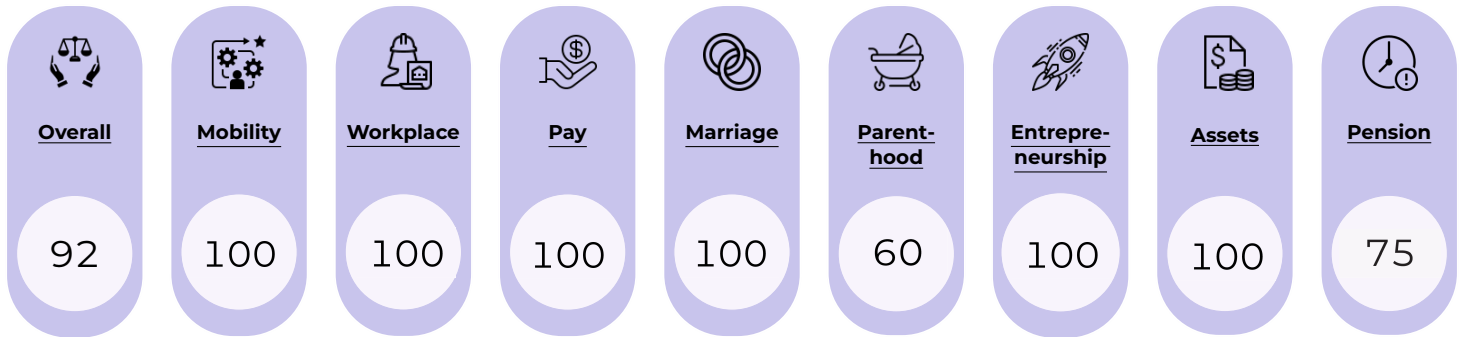 Overall
Mobility
Workplace
Pay
Marriage
Parent-
hood
Entrepre-
neurship
Assets
Pension
92
100
100
100
100
60
100
100
75